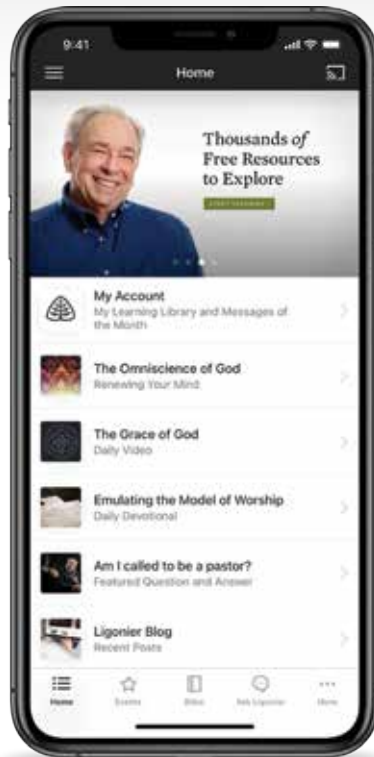 9:41
Home
Thousands of
Free Resources
to Explore
My Account
My Learning Library and Messages of
the Month
The Omniscience of God
Renewing Your Mind
The Grace of God
Daily Video
Emulating the Model of Worship
Daily Devotional
Am I called to be a pastor?
Featured Question and Answer
Ligonier Blog
Recent Posts
Home
Events
Bible
Ask Ligonier
More